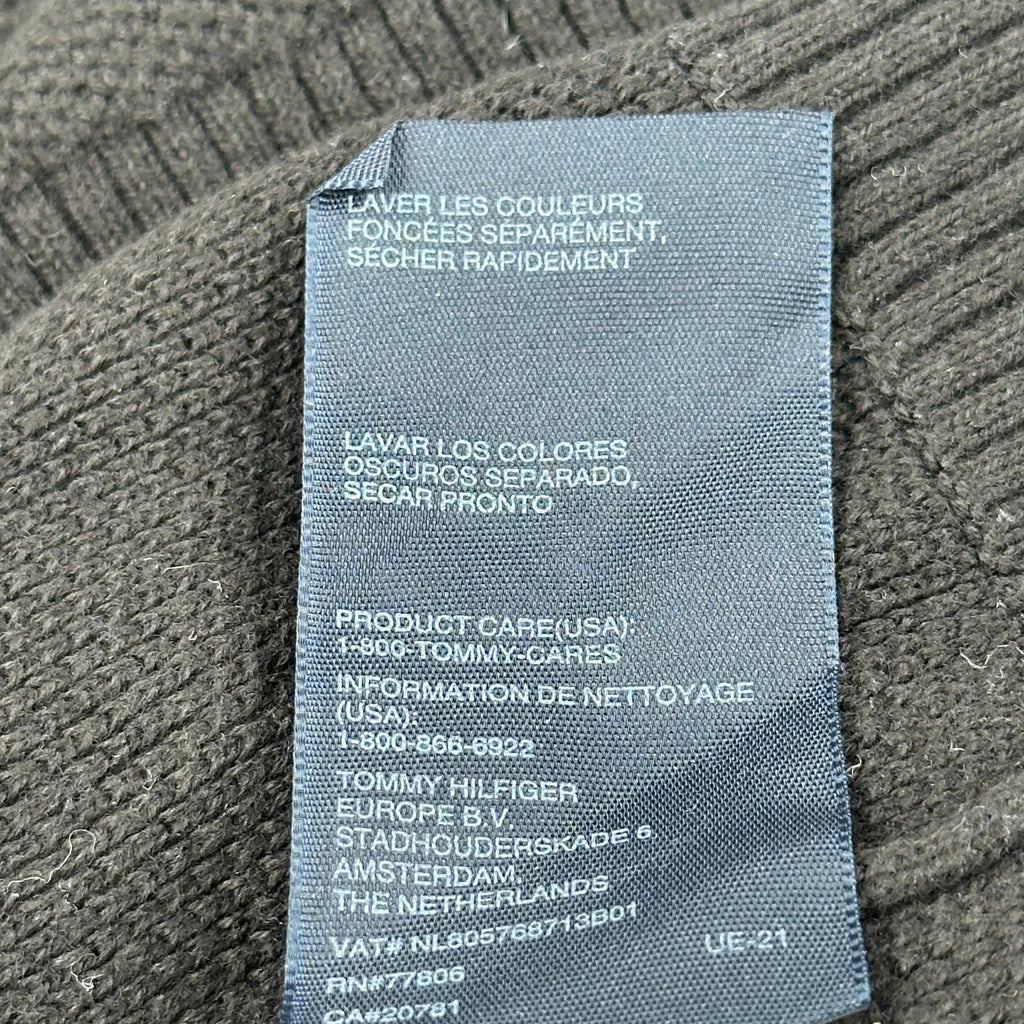 LAVER LES COULEURS
FONCÉES SÉPARÉMENT,
SÉCHER RAPIDEMENT
LAVAR LOS COLORES
OSCUROS SEPARADO,
SECAR PRONTO
PRODUCT CARE(USA):
1-800-TOMMY-CARES
INFORMATION DE NETTOYAGE
(USA):
1-800-866-6922
TOMMY HILFIGER
EUROPE B.V.
STADHOUDERSKADE 6
AMSTERDAM,
THE NETHERLANDS
VAT# NL805768713B01
UE-21
RN#77806
CA#20781